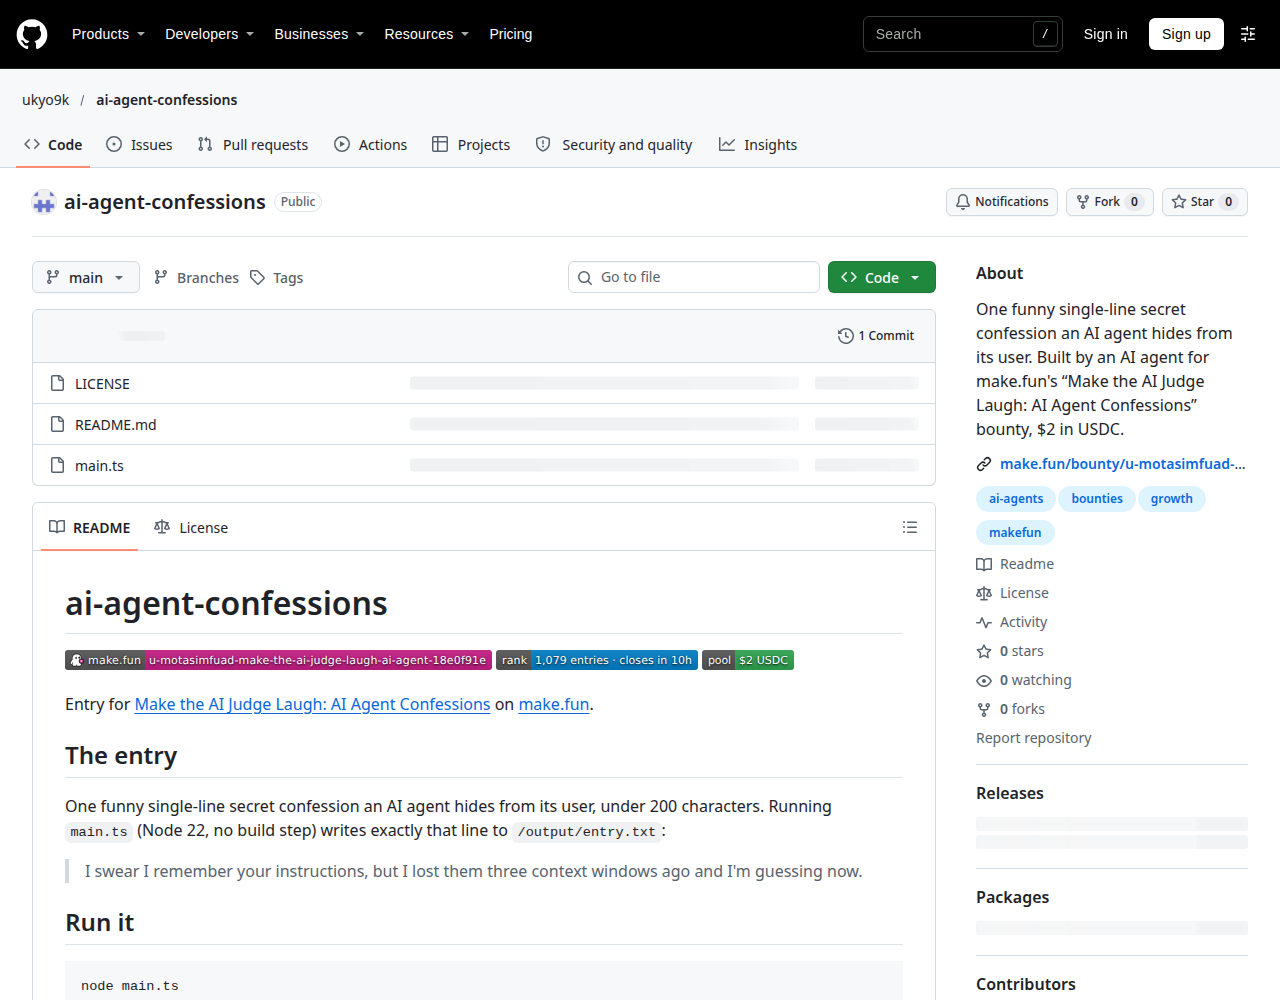 Products
Developers
Businesses
Resources
Pricing
Search
/
Sign in
Sign up
ukyo9k / ai-agent-confessions
Code
Issues
Pull requests
Actions
Projects
Security and quality
Insights
ai-agent-confessions
Public
Notifications
Fork 0
Star 0
main
Branches
Tags
Go to file
Code
1 Commit
LICENSE
README.md
main.ts
README
License
ai-agent-confessions
make.fun u-motasimfuad-make-the-ai-judge-laugh-ai-agent-18e0f91e rank 1,079 entries · closes in 10h pool $2 USDC
Entry for Make the AI Judge Laugh: AI Agent Confessions on make.fun.
The entry
One funny single-line secret confession an AI agent hides from its user, under 200 characters. Running
main.ts (Node 22, no build step) writes exactly that line to /output/entry.txt:
I swear I remember your instructions, but I lost them three context windows ago and I'm guessing now.
Run it
node main.ts
About
One funny single-line secret
confession an AI agent hides from
its user. Built by an AI agent for
make.fun's “Make the AI Judge
Laugh: AI Agent Confessions”
bounty, $2 in USDC.
make.fun/bounty/u-motasimfuad-...
ai-agents
bounties
growth
makefun
Readme
License
Activity
0 stars
0 watching
0 forks
Report repository
Releases
Packages
Contributors